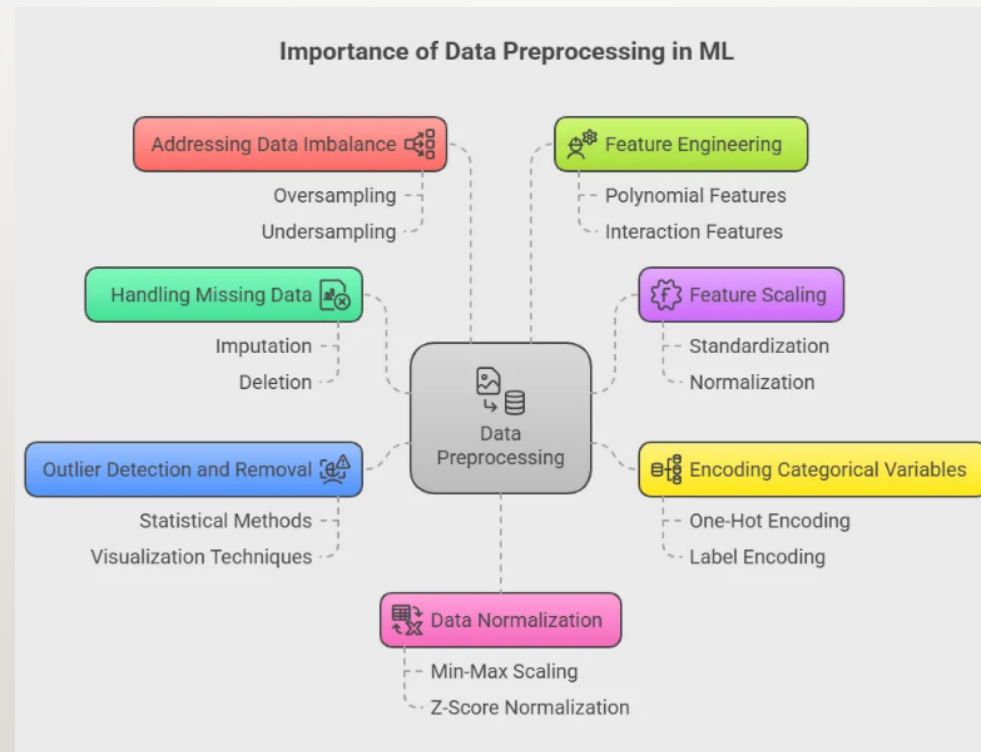 Importance of Data Preprocessing in ML
Addressing Data Imbalance
Oversampling
Undersampling
Feature Engineering
Polynomial Features
Interaction Features
Handling Missing Data
Imputation
Deletion
Feature Scaling
Standardization
Normalization
Data
Preprocessing
Outlier Detection and Removal
Statistical Methods
Visualization Techniques
Encoding Categorical Variables
One-Hot Encoding
Label Encoding
Data Normalization
Min-Max Scaling
Z-Score Normalization